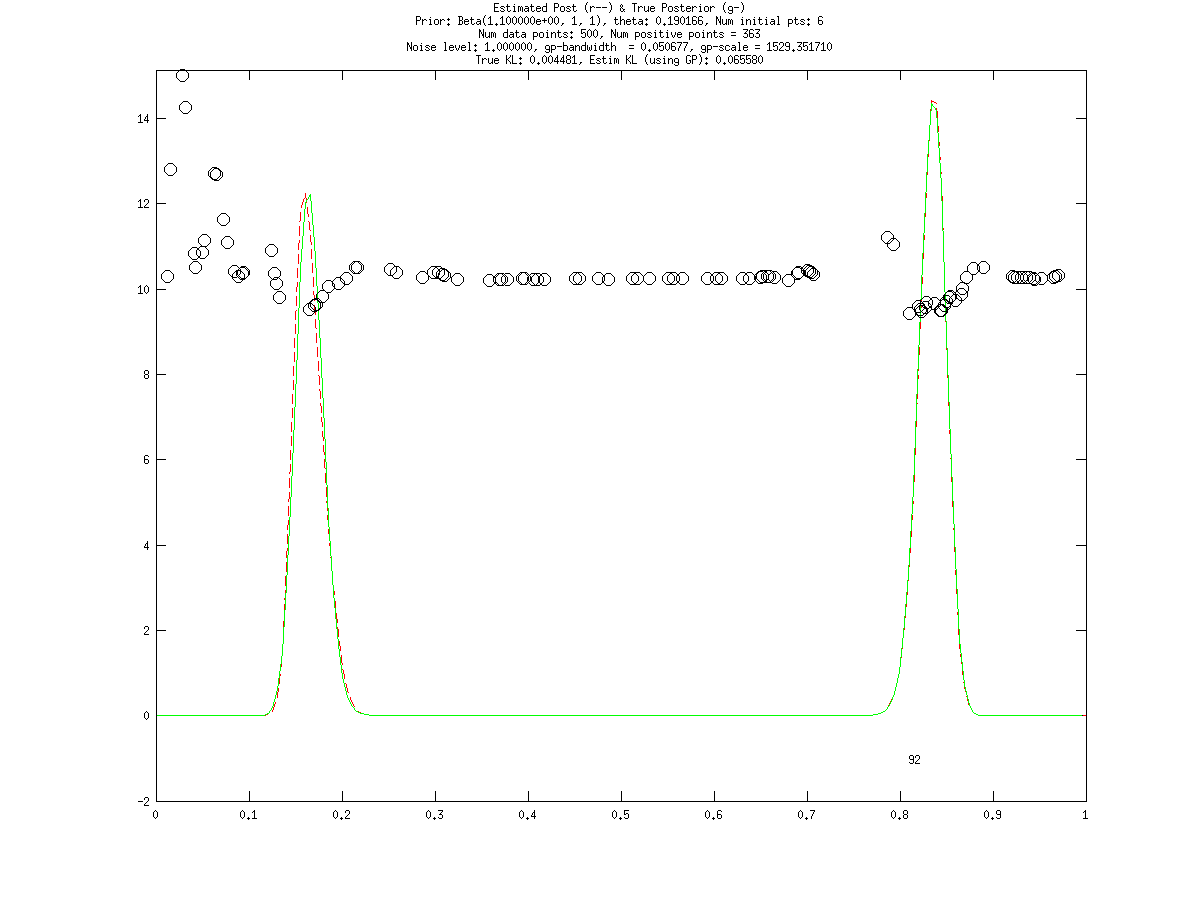 Estimated Post (r--) & True Posterior (g-)
Prior: Beta(1.100000e+00, 1, 1), theta: 0.190166, Num initial pts: 6
Num data points: 500, Num positive points = 363
Noise level: 1.000000, gp-bandwidth  = 0.050677, gp-scale = 1529.351710
True KL: 0.004481, Estim KL (using GP): 0.065580
14
12
10
8
6
4
2
0
92
-2
0 0.1 0.2 0.3 0.4 0.5 0.6 0.7 0.8 0.9 1